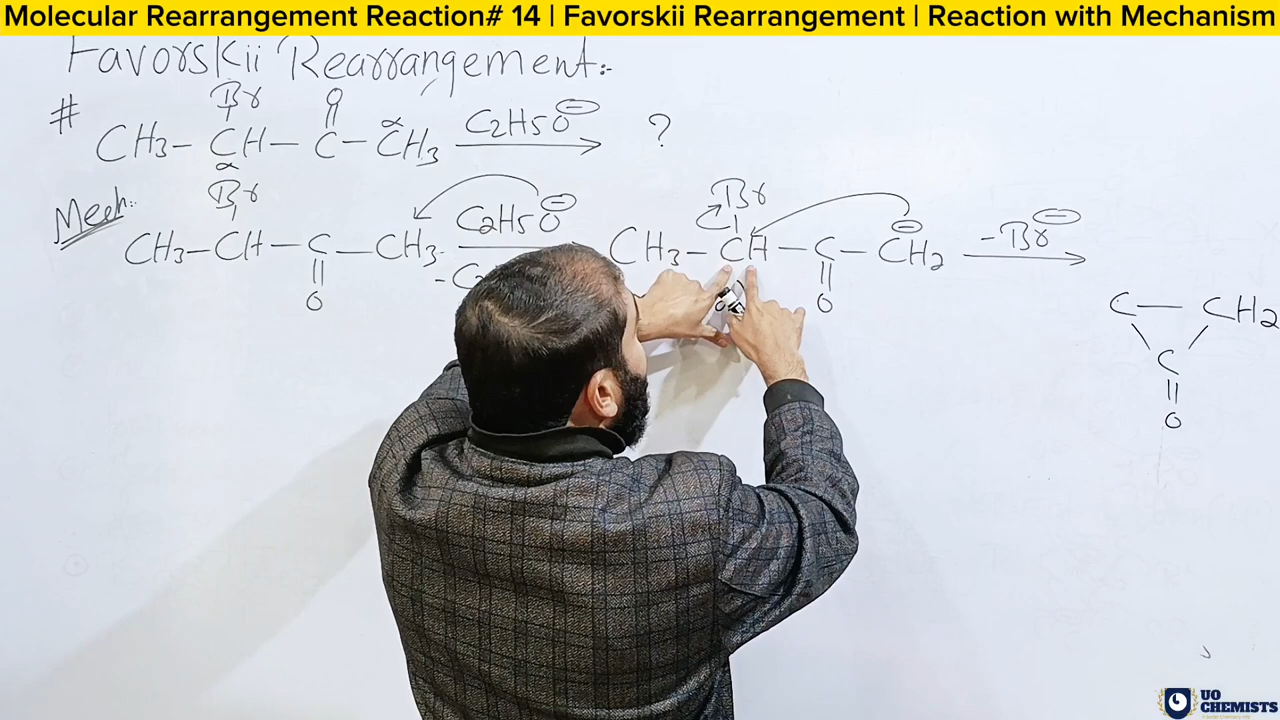 Molecular Rearrangement Reaction# 14 | Favorskii Rearrangement | Reaction with Mechanism
Favorskii Rearrangement:-
Br O
# CH3 — CH — C — CH3 C2H5O⊖ → ?
α α
Mech:-
Br Br
CH3 — CH — C — CH3 C2H5O⊖ CH3 — CH — C — CH2⊖ -Br⊖ →
O - C2 O
C — CH2
C
O
UO
CHEMISTS